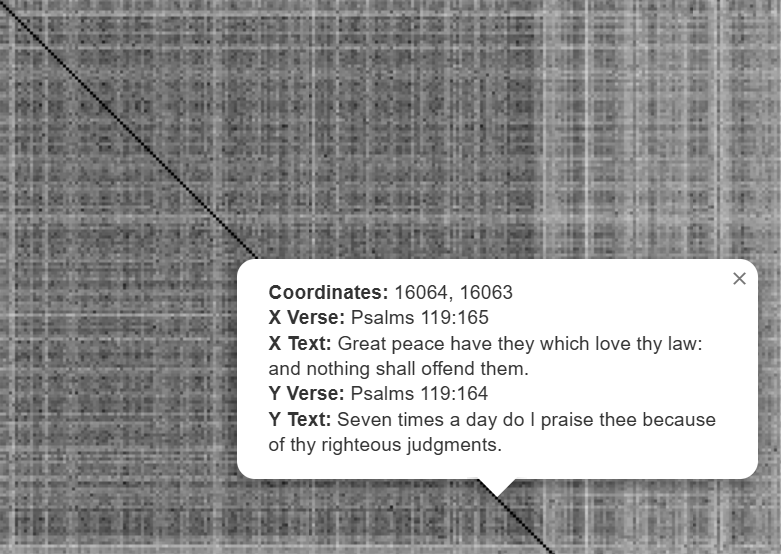 Coordinates: 16064, 16063
X Verse: Psalms 119:165
X Text: Great peace have they which love thy law:
and nothing shall offend them.
Y Verse: Psalms 119:164
Y Text: Seven times a day do I praise thee because
of thy righteous judgments.